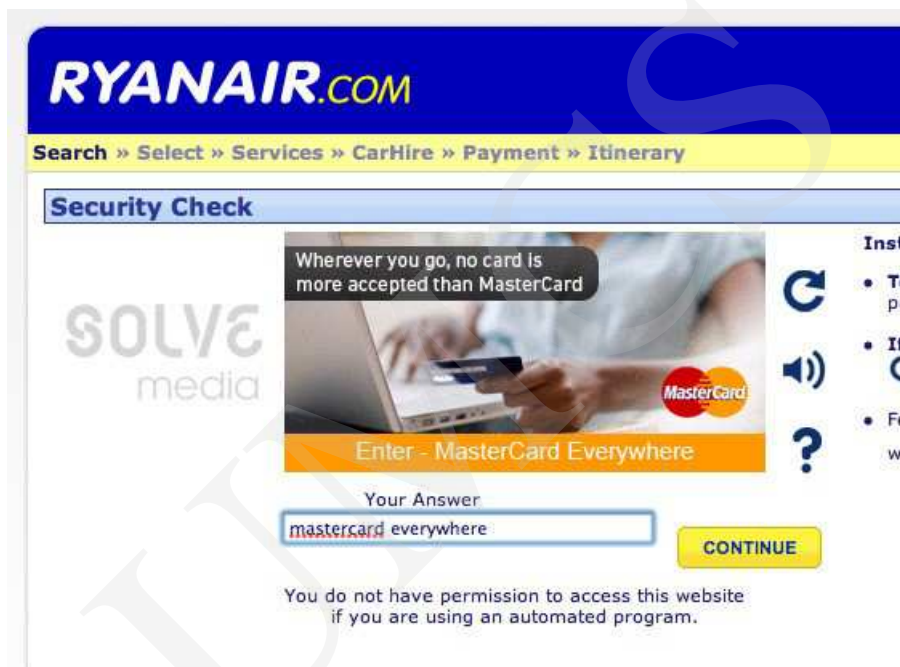 RYANAIR.COM
Search » Select » Services » CarHire » Payment » Itinerary
Security Check
SOLVE
media
Wherever you go, no card is
more accepted than MasterCard
MasterCard
Enter - MasterCard Everywhere
Your Answer
mastercard everywhere
CONTINUE
You do not have permission to access this website
if you are using an automated program.